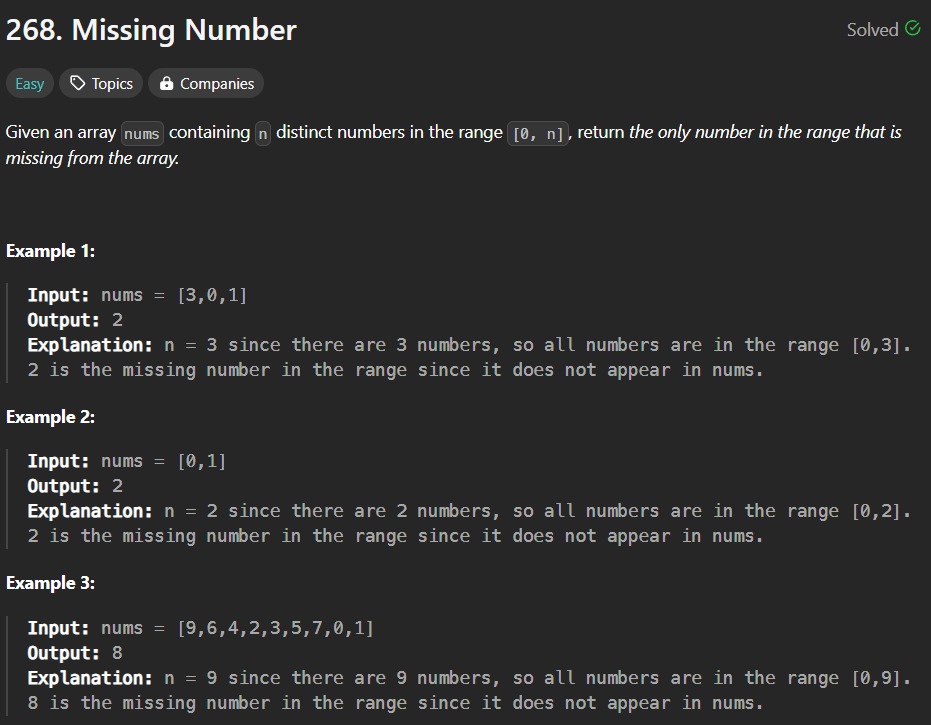 268. Missing Number
Solved
Easy
Topics
Companies
Given an array nums containing n distinct numbers in the range [0, n], return the only number in the range that is
missing from the array.
Example 1:
Input: nums = [3,0,1]
Output: 2
Explanation: n = 3 since there are 3 numbers, so all numbers are in the range [0,3].
2 is the missing number in the range since it does not appear in nums.
Example 2:
Input: nums = [0,1]
Output: 2
Explanation: n = 2 since there are 2 numbers, so all numbers are in the range [0,2].
2 is the missing number in the range since it does not appear in nums.
Example 3:
Input: nums = [9,6,4,2,3,5,7,0,1]
Output: 8
Explanation: n = 9 since there are 9 numbers, so all numbers are in the range [0,9].
8 is the missing number in the range since it does not appear in nums.